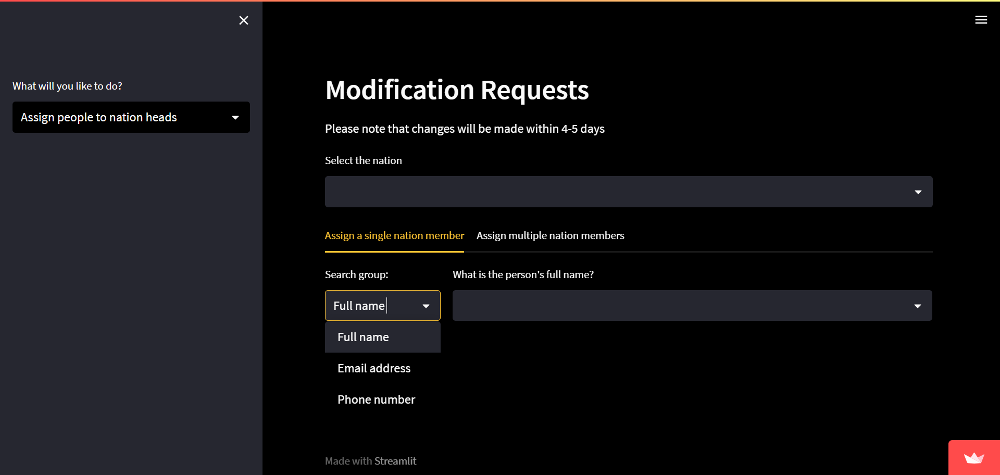 What will you like to do?
Assign people to nation heads
Modification Requests
Please note that changes will be made within 4-5 days
Select the nation
Assign a single nation member
Assign multiple nation members
Search group:
What is the person's full name?
Full name
Full name
Email address
Phone number
Made with Streamlit